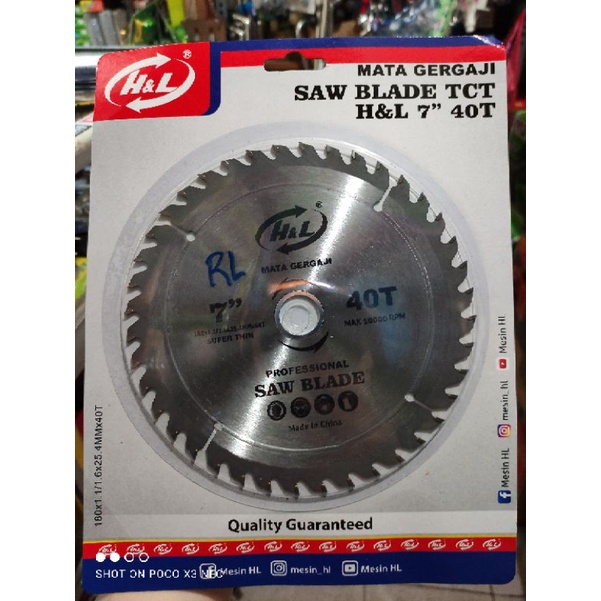 H&L ®
MATA GERGAJI
SAW BLADE TCT
H&L 7" 40T
H&L ®
MATA GERGAJI
RL
7"
40T
SUPER THIN
PROFESSIONAL
SAW BLADE
Made In China
180x1.1/1.6x25.4MMx40T
Mesin HL
mesin_hl
Mesin HL
Quality Guaranteed
H&L H&L H&L H&L H&L H&L H&L H&L H&L H&L
SHOT ON POCO X3 NFC
Mesin HL
mesin_hl
Mesin HL